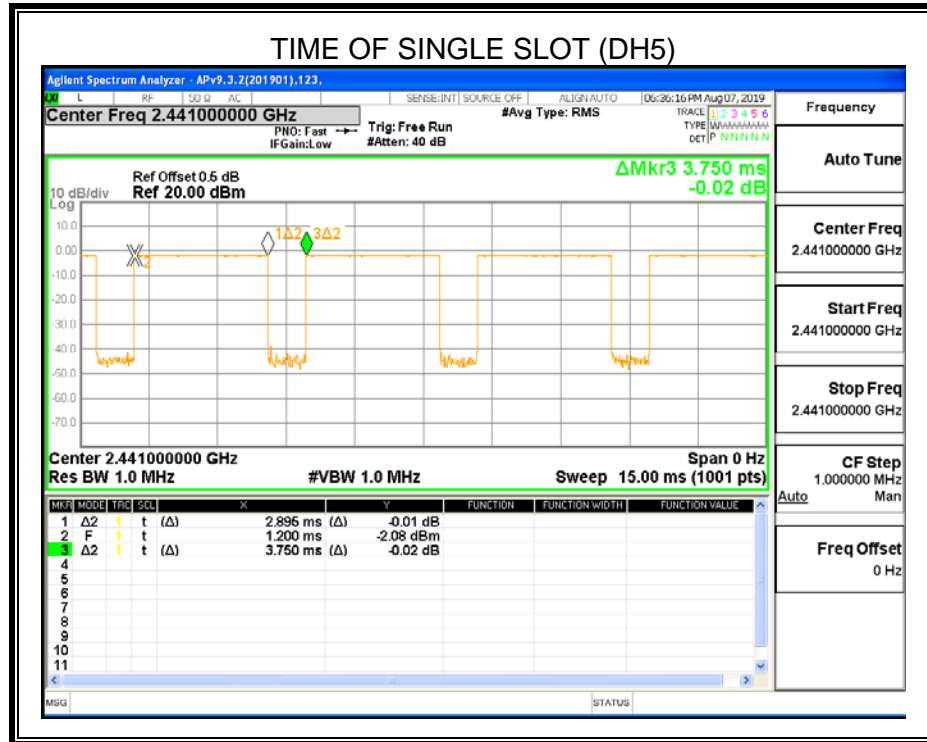 TIME OF SINGLE SLOT (DH5)
Agilent Spectrum Analyzer - APv9.3.2(201901),123,
L RF 50 Ω AC SENSE:INT SOURCE OFF ALIGN AUTO 06:36:16 PM Aug 07, 2019
Center Freq 2.441000000 GHz #Avg Type: RMS TRACE 1 2 3 4 5 6
PNO: Fast Trig: Free Run TYPE
IFGain:Low #Atten: 40 dB DET P N N N N N
Frequency
Auto Tune
Center Freq
2.441000000 GHz
Start Freq
2.441000000 GHz
Stop Freq
2.441000000 GHz
CF Step
1.000000 MHz
Auto Man
Freq Offset
0 Hz
ΔMkr3 3.750 ms
-0.02 dB
Ref Offset 0.5 dB
10 dB/div Ref 20.00 dBm
Log
10.0
0.00
-10.0
-20.0
-30.0
-40.0
-50.0
-60.0
-70.0
2
1Δ2
3Δ2
Center 2.441000000 GHz Span 0 Hz
Res BW 1.0 MHz #VBW 1.0 MHz Sweep 15.00 ms (1001 pts)
MKR MODE TRC SCL X Y FUNCTION FUNCTION WIDTH FUNCTION VALUE
1 Δ2 1 t (Δ) 2.895 ms (Δ) -0.01 dB
2 F 1 t 1.200 ms -2.08 dBm
3 Δ2 1 t (Δ) 3.750 ms (Δ) -0.02 dB
4
5
6
7
8
9
10
11
MSG STATUS